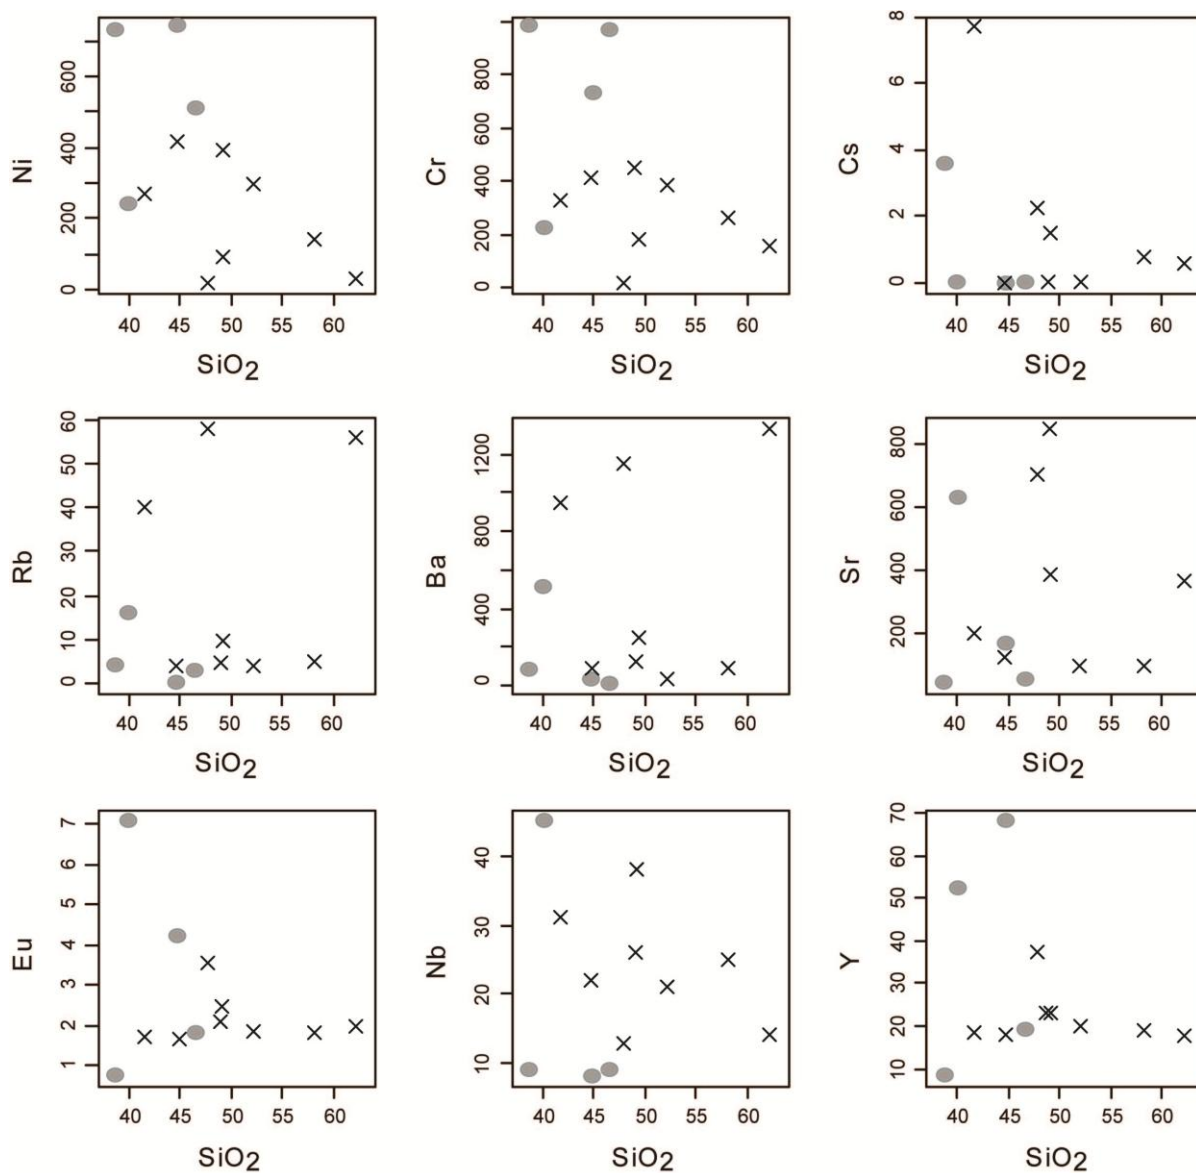 Ni
0 200 400 600
40 45 50 55 60
SiO2
Cr
0 200 400 600 800
40 45 50 55 60
SiO2
Cs
0 2 4 6 8
40 45 50 55 60
SiO2
Rb
0 10 20 30 40 50 60
40 45 50 55 60
SiO2
Ba
0 400 800 1200
40 45 50 55 60
SiO2
Sr
200 400 600 800
40 45 50 55 60
SiO2
Eu
1 2 3 4 5 6 7
40 45 50 55 60
SiO2
Nb
10 20 30 40
40 45 50 55 60
SiO2
Y
10 20 30 40 50 60 70
40 45 50 55 60
SiO2